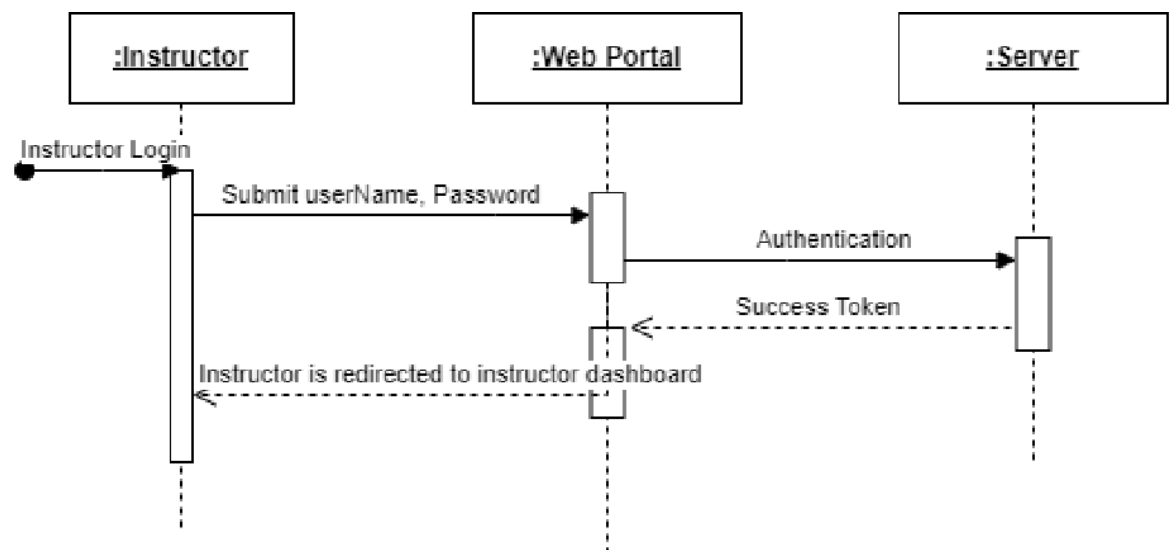 :Instructor
:Web Portal
:Server
Instructor Login
Submit userName, Password
Authentication
Success Token
Instructor is redirected to instructor dashboard